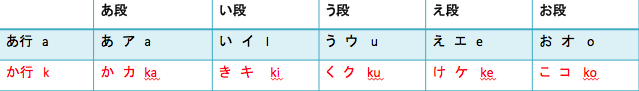 あ段 い段 う段 え段 お段
あ行 a あ ア a い イ I う ウ u え エ e お オ o
か行 k か カ ka き キ ki く ク ku け ケ ke こ コ ko